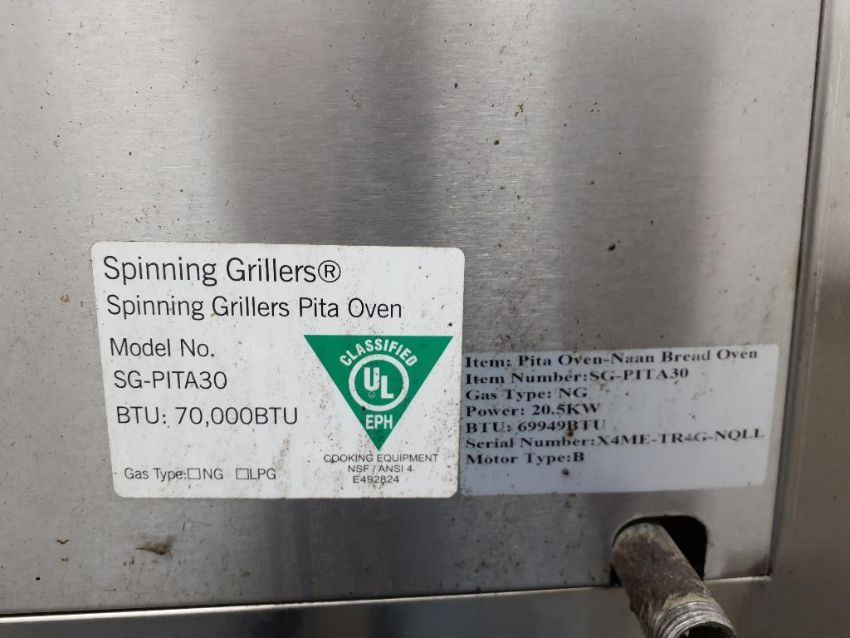 Spinning Grillers®
Spinning Grillers Pita Oven
Model No.
SG-PITA30
BTU: 70,000BTU
Gas Type:☐NG ☐LPG
CLASSIFIED
UL
EPH
COOKING EQUIPMENT
NSF / ANSI 4
E492824
Item: Pita Oven-Naan Bread Oven
Item Number:SG-PITA30
Gas Type: NG
Power: 20.5KW
BTU: 69949BTU
Serial Number:X4ME-TR4G-NQLL
Motor Type:B